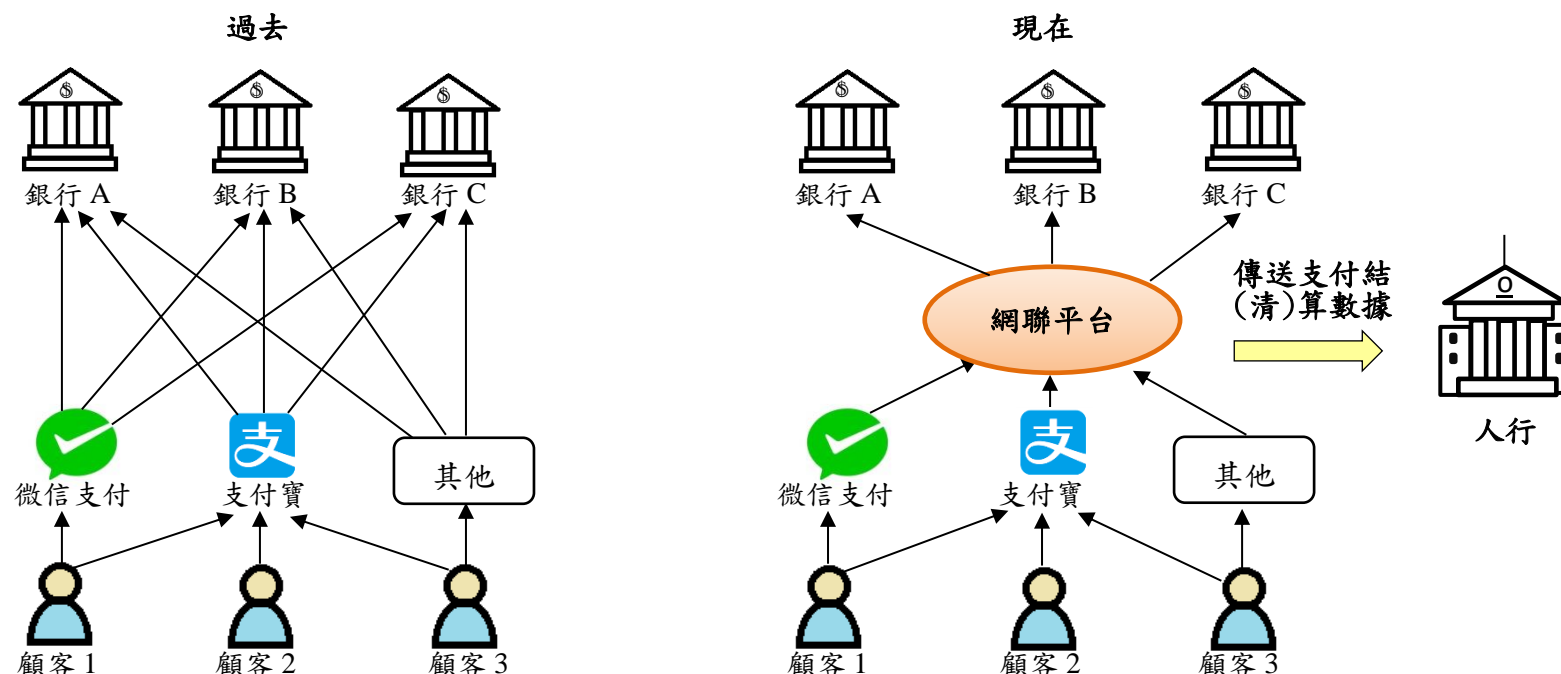 過去
現在
$
$
$
$
$
$
銀行 A
銀行 B
銀行 C
銀行 A
銀行 B
銀行 C
網聯平台
傳送支付結
(清)算數據
O
人行
支
其他
支
其他
微信支付
支付寶
微信支付
支付寶
顧客 1
顧客 2
顧客 3
顧客 1
顧客 2
顧客 3